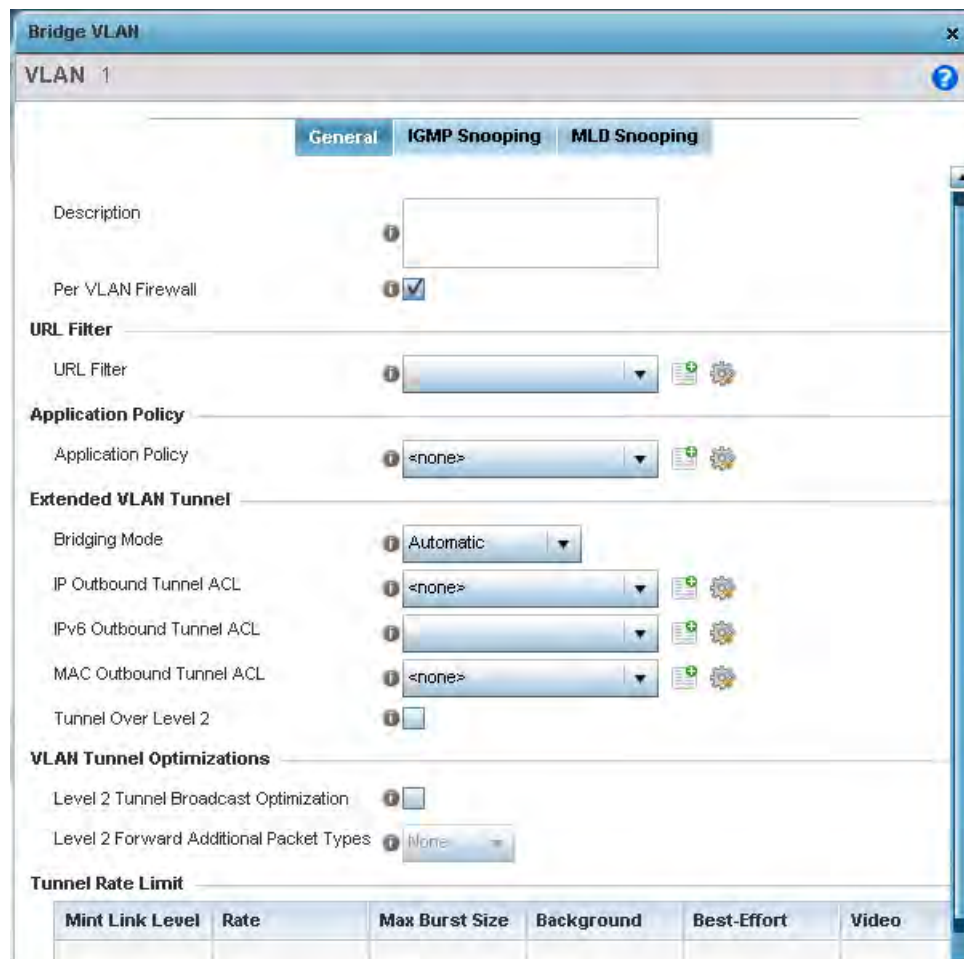 Bridge VLAN
VLAN 1
General IGMP Snooping MLD Snooping
Description
Per VLAN Firewall
URL Filter
URL Filter
Application Policy
Application Policy <none>
Extended VLAN Tunnel
Bridging Mode Automatic
IP Outbound Tunnel ACL <none>
IPv6 Outbound Tunnel ACL
MAC Outbound Tunnel ACL <none>
Tunnel Over Level 2
VLAN Tunnel Optimizations
Level 2 Tunnel Broadcast Optimization
Level 2 Forward Additional Packet Types None
Tunnel Rate Limit
Mint Link Level Rate Max Burst Size Background Best-Effort Video